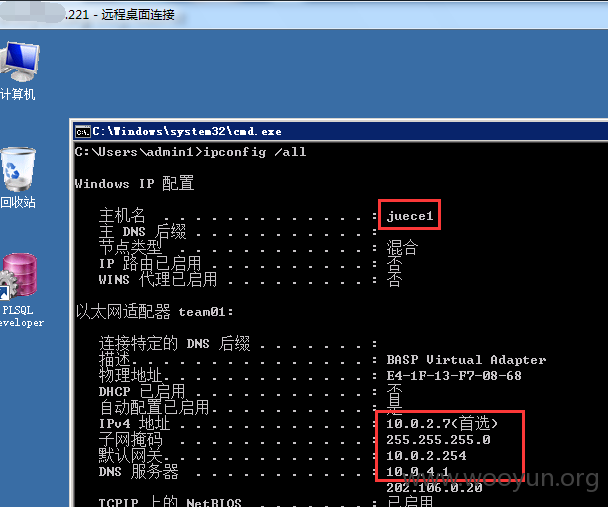 .221 - 远程桌面连接
计算机
回收站
PLSQL
eveloper
C:\Windows\system32\cmd.exe
C:\Users\admin1>ipconfig /all
Windows IP 配置
主机名 . . . . . . . . . . . . . : juece1
主 DNS 后缀 . . . . . . . . . . . :
节点类型 . . . . . . . . . . . . : 混合
IP 路由已启用 . . . . . . . . . . : 否
WINS 代理已启用 . . . . . . . . . : 否
以太网适配器 team01:
连接特定的 DNS 后缀 . . . . . . . :
描述. . . . . . . . . . . . . . . : BASP Virtual Adapter
物理地址. . . . . . . . . . . . . : E4-1F-13-F7-08-68
DHCP 已启用 . . . . . . . . . . . : 否
自动配置已启用. . . . . . . . . . : 是
IPv4 地址 . . . . . . . . . . . . : 10.0.2.7(首选)
子网掩码 . . . . . . . . . . . . : 255.255.255.0
默认网关. . . . . . . . . . . . . : 10.0.2.254
DNS 服务器 . . . . . . . . . . . : 10.0.4.1
202.106.0.20
TCPIP 上的 NetBIOS . . . . . . . : 已启用
www.wooyun.org